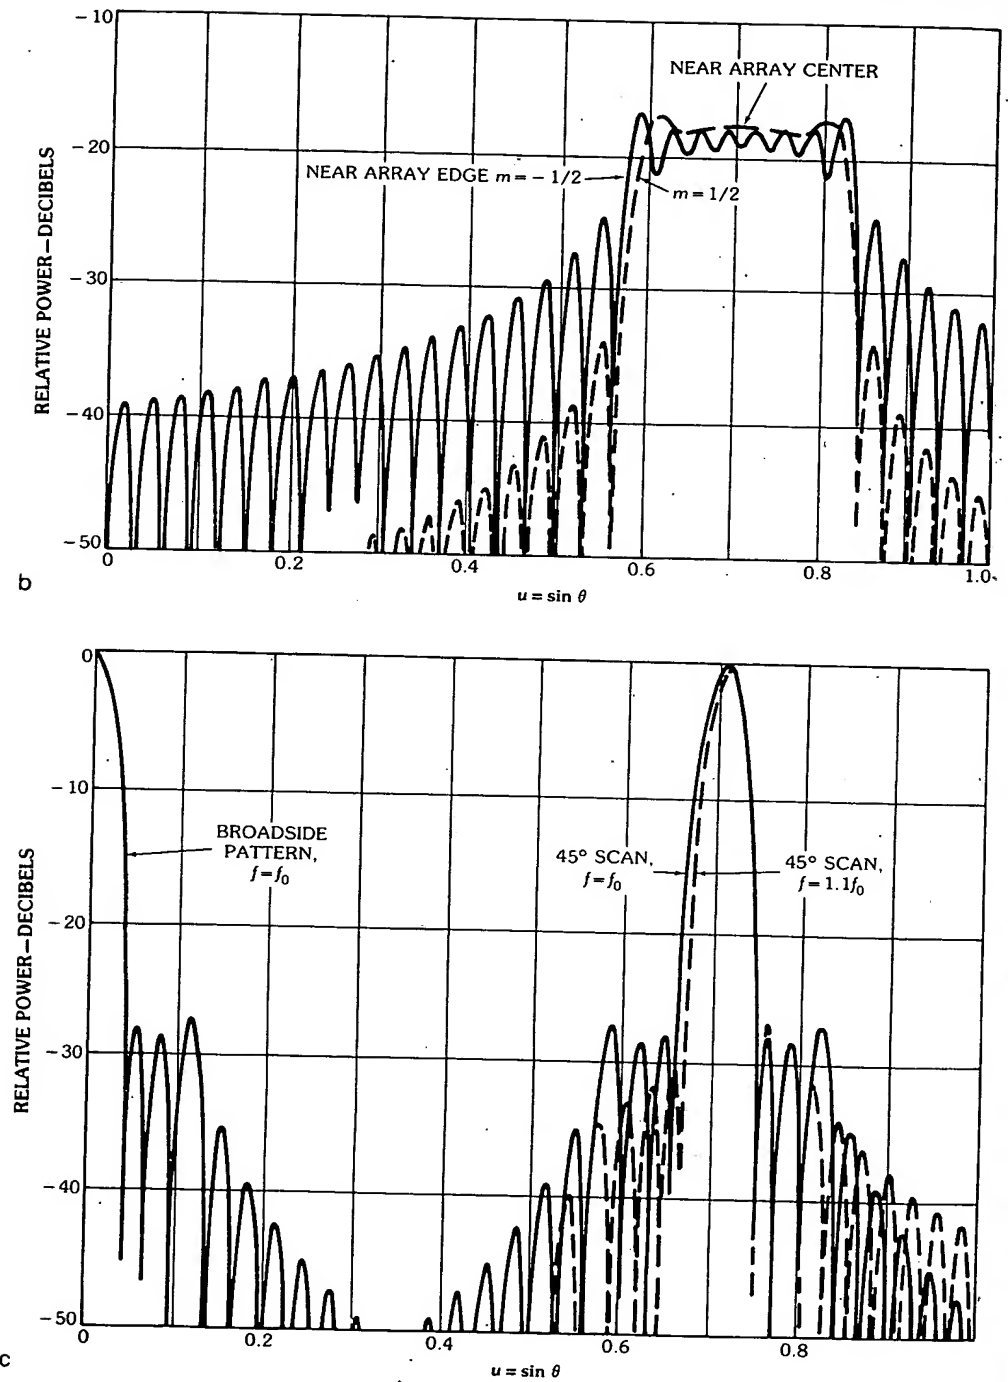 -10
-20
-30
-40
-50
RELATIVE POWER—DECIBELS
NEAR ARRAY CENTER
NEAR ARRAY EDGE m = -1/2
m = 1/2
0
0.2
0.4
0.6
0.8
1.0
u = sin θ
b
0
-10
-20
-30
-40
-50
RELATIVE POWER—DECIBELS
BROADSIDE
PATTERN,
f=f₀
45° SCAN,
f=f₀
45° SCAN,
f=1.1f₀
0
0.2
0.4
0.6
0.8
u = sin θ
c